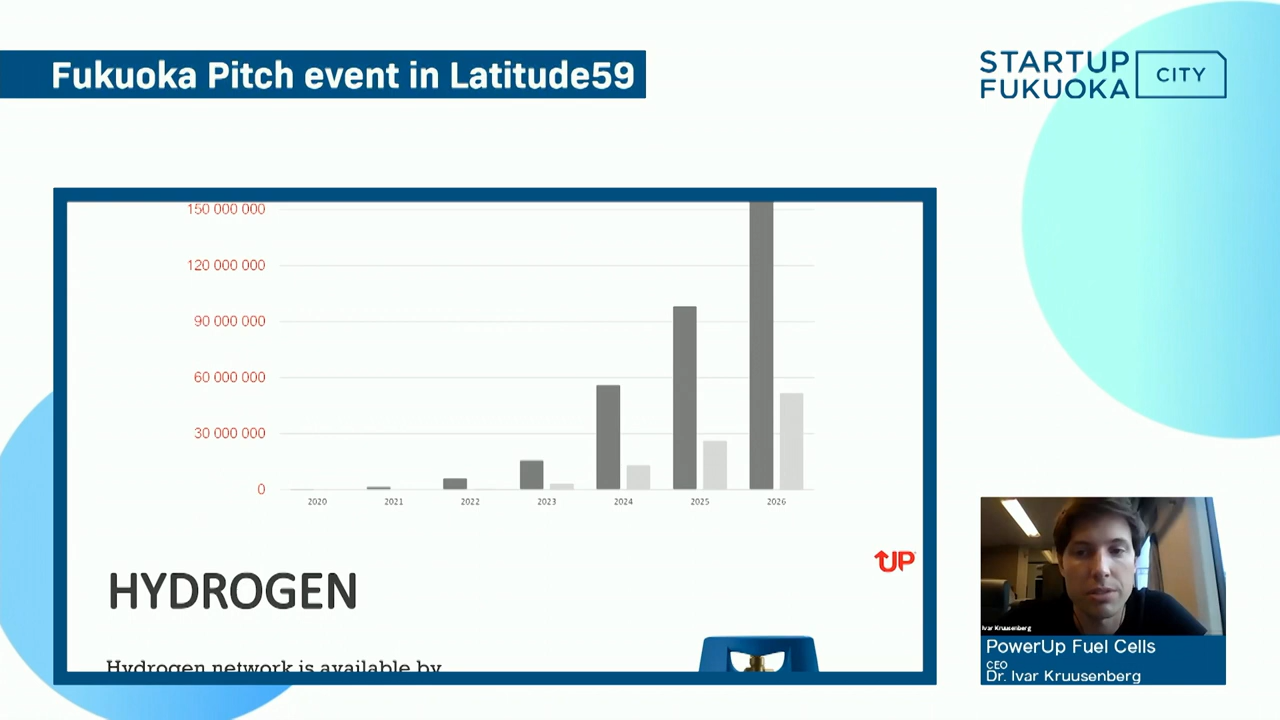 Fukuoka Pitch event in Latitude59
STARTUP
FUKUOKA
CITY
150 000 000
120 000 000
90 000 000
60 000 000
30 000 000
0
2020
2021
2022
2023
2024
2025
2026
UP
HYDROGEN
Hydrogen network is available by
Ivar Kruusenberg
PowerUp Fuel Cells
CEO
Dr. Ivar Kruusenberg